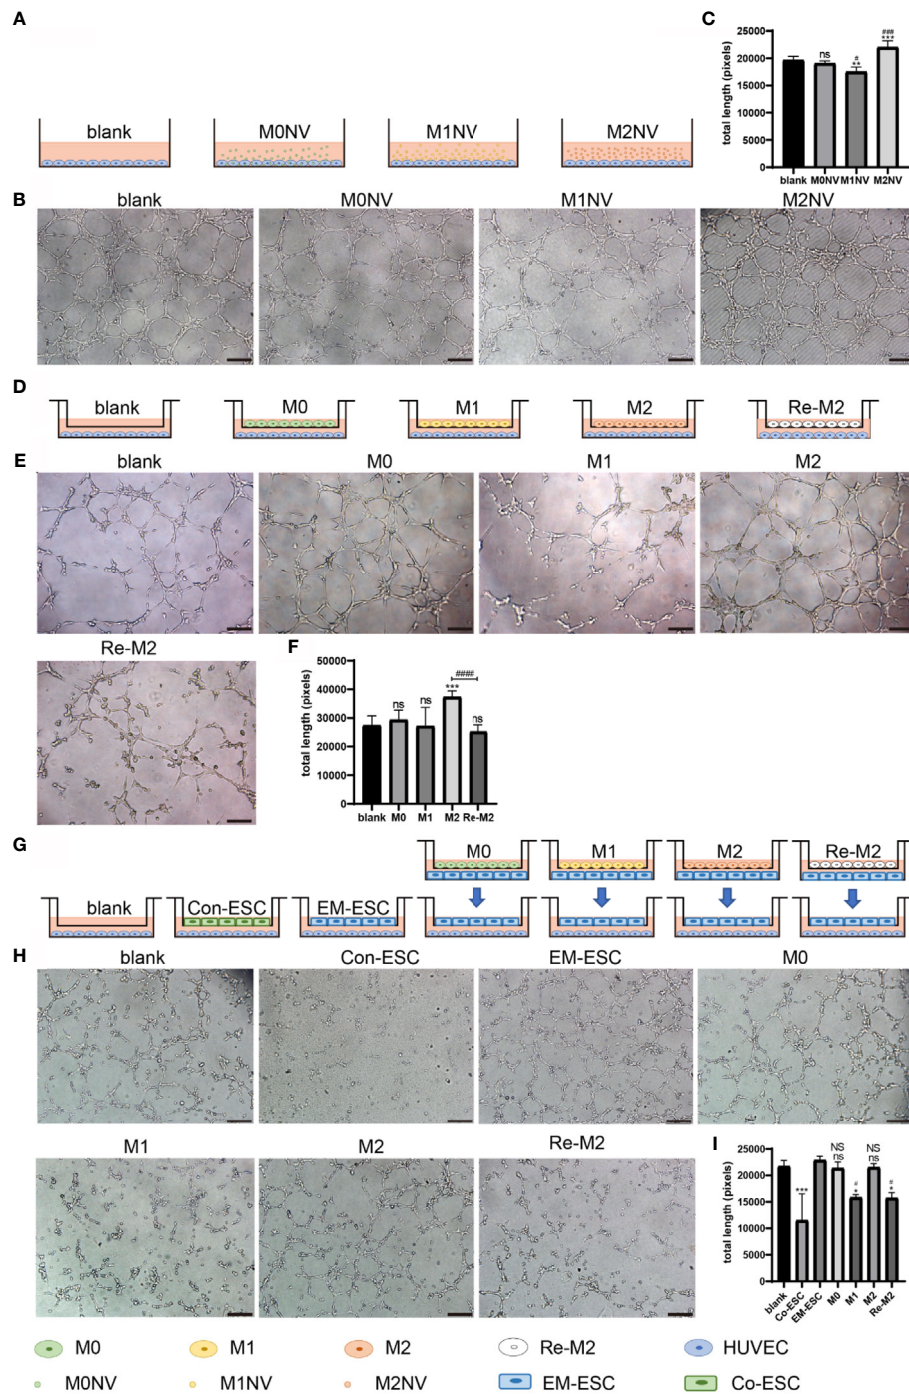 A
blank
M0NV
M1NV
M2NV
C
total length (pixels)
25000
20000
15000
10000
5000
0
ns
#
**
###
***
blank M0NV M1NV M2NV
B
blank
M0NV
M1NV
M2NV
D
blank
M0
M1
M2
Re-M2
E
blank
M0
M1
M2
Re-M2
F
total length (pixels)
50000
40000
30000
20000
10000
0
ns
ns
***
####
ns
blank M0 M1 M2 Re-M2
G
M0
M1
M2
Re-M2
blank
Con-ESC
EM-ESC
H
blank
Con-ESC
EM-ESC
M0
M1
M2
Re-M2
I
total length (pixels)
25000
20000
15000
10000
5000
0
***
NS
ns
#
*
NS
ns
#
*
blank
Co-ESC
EM-ESC
M0
M1
M2
Re-M2
M0
M1
M2
Re-M2
HUVEC
M0NV
M1NV
M2NV
EM-ESC
Co-ESC